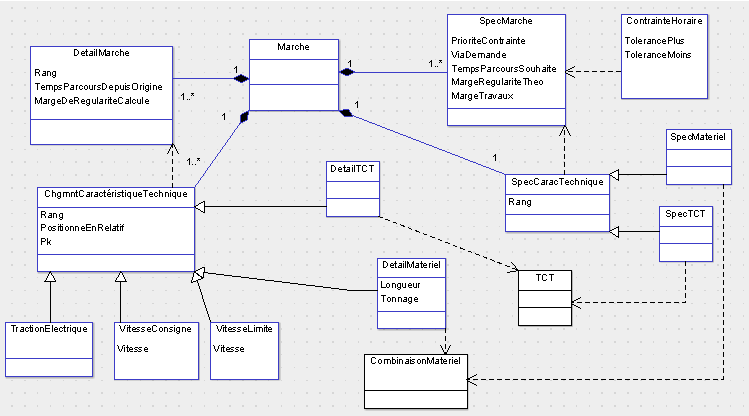 SpecMarche
PrioriteContrainte
ViaDemande
TempsParcoursSouhaite
MargeRegulariteTheo
MargeTravaux
ContrainteHoraire
TolerancePlus
ToleranceMoins
Marche
DetailMarche
Rang
TempsParcoursDepuisOrigine
MargeDeRegulariteCalcule
1
1..*
1
1..*
1
1..*
1
1
SpecMateriel
SpecCaracTechnique
Rang
SpecTCT
DetailTCT
ChgmntCaractéristiqueTechnique
Rang
PositionneEnRelatif
Pk
DetailMateriel
Longueur
Tonnage
TCT
TractionElectrique
VitesseConsigne
Vitesse
VitesseLimite
Vitesse
CombinaisonMateriel